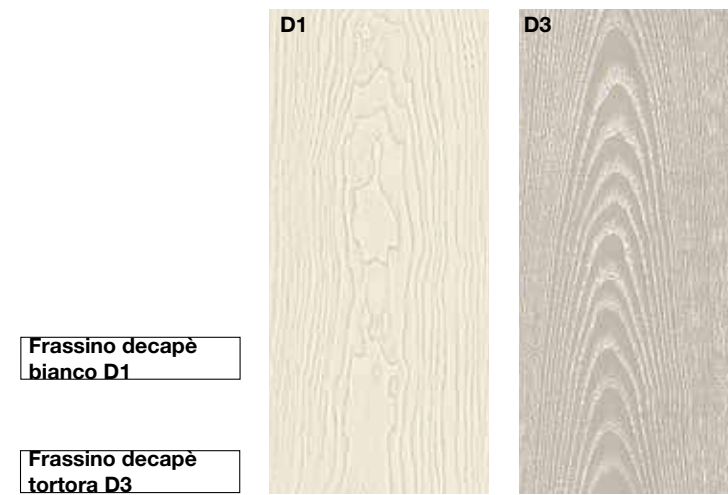 D1
D3
Frassino decapè
bianco D1
Frassino decapè
tortora D3